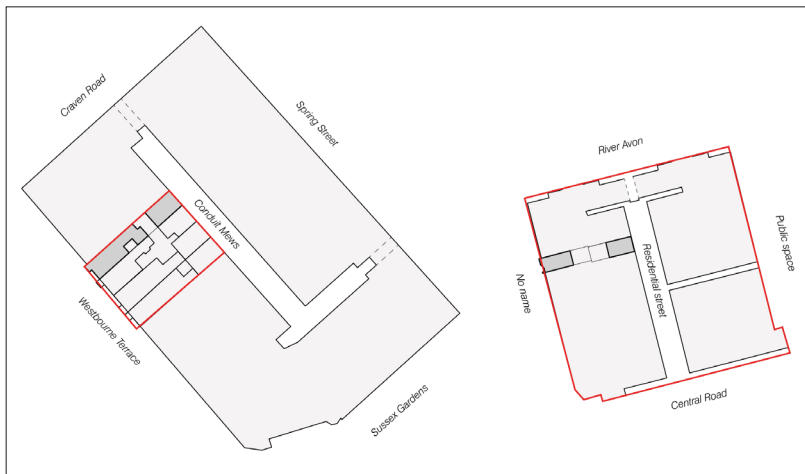 Craven Road
Spring Street
Conduit Mews
Westbourne Terrace
Sussex Gardens
River Avon
Public space
Residential street
No name
Central Road